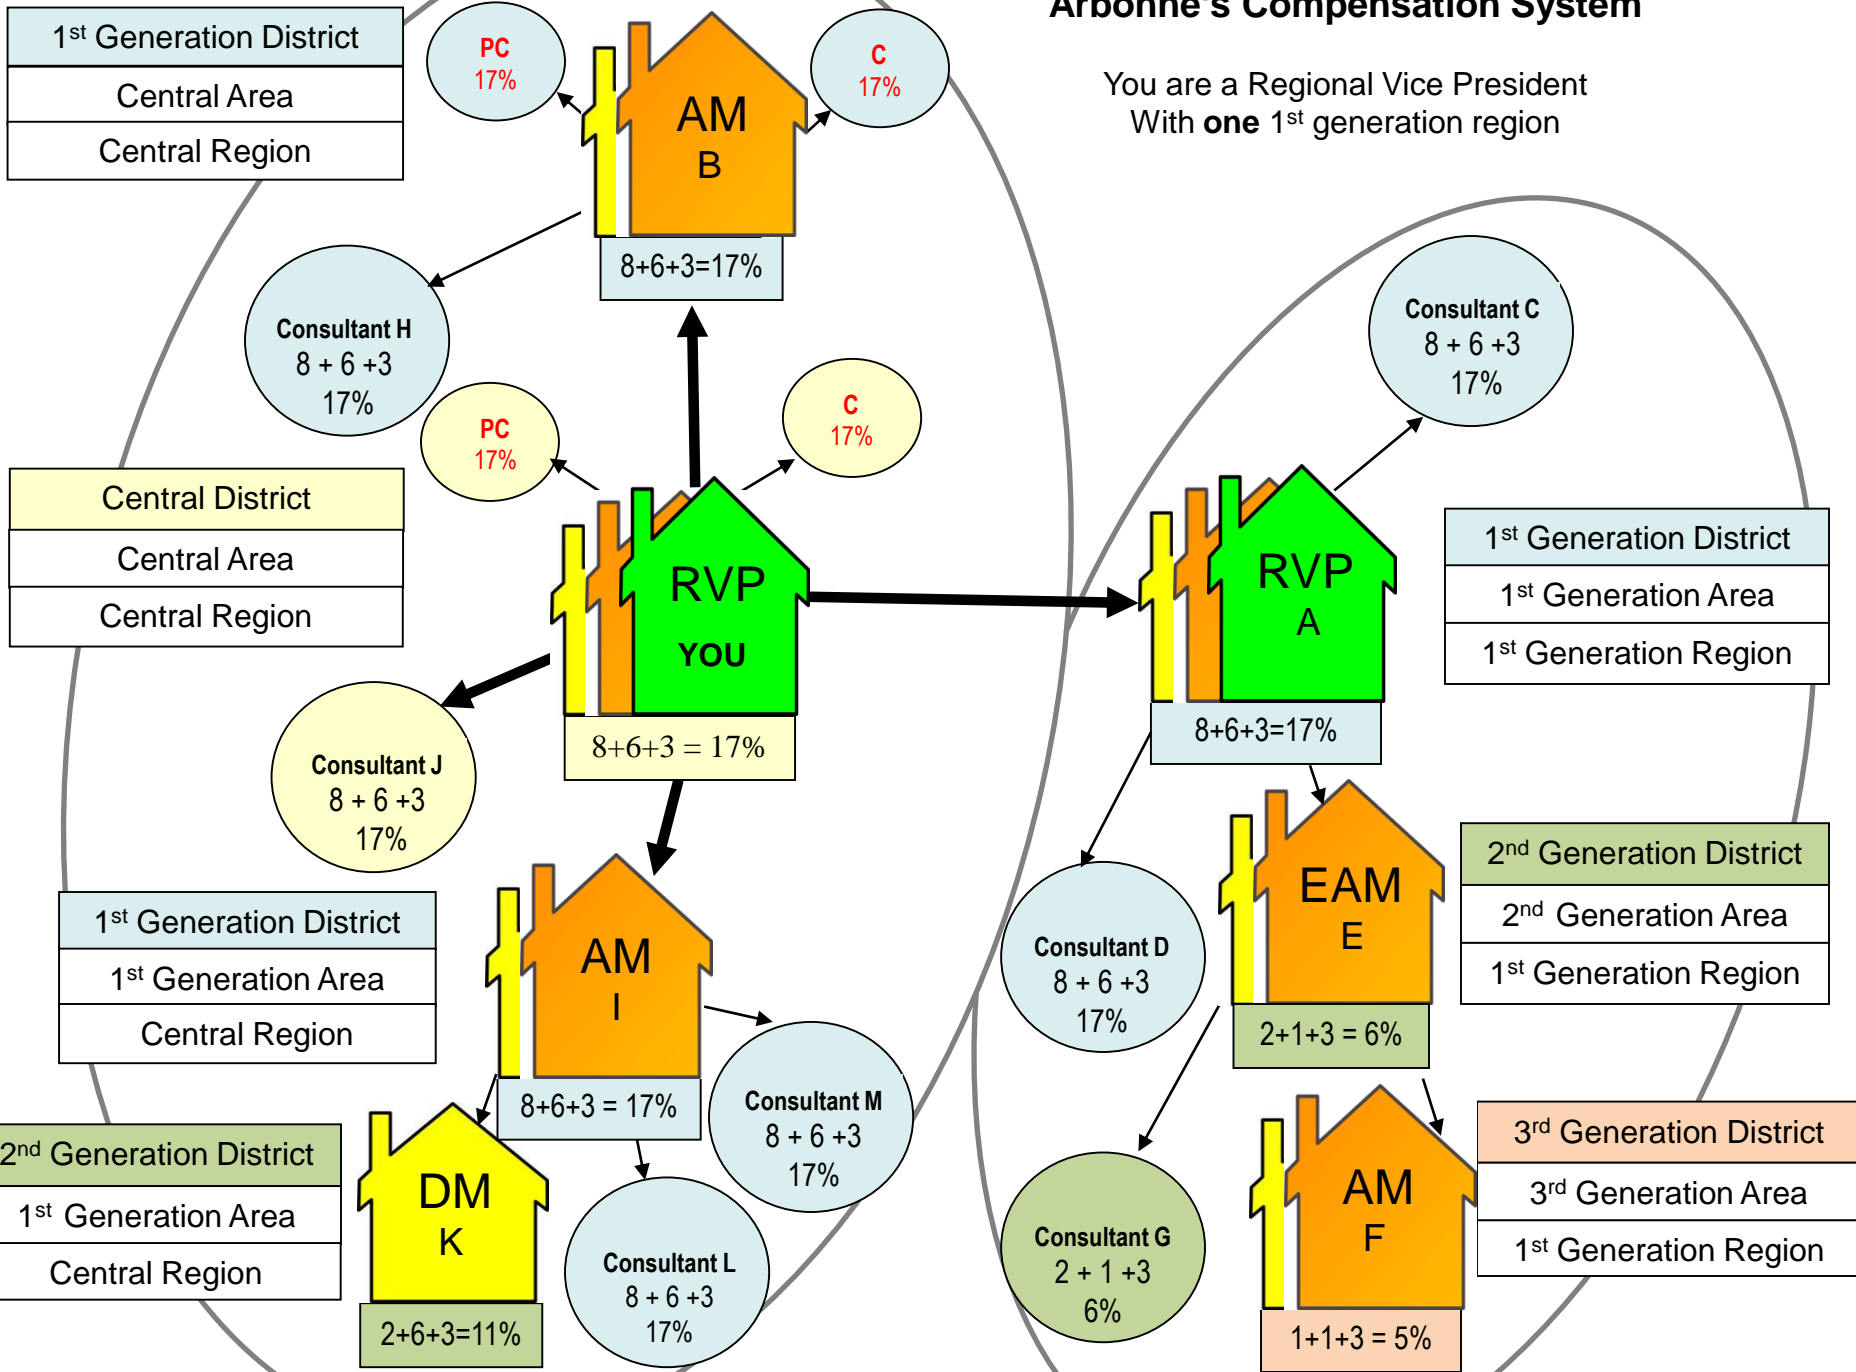 Arbonne's Compensation System
You are a Regional Vice President
With one 1st generation region
1st Generation District
Central Area
Central Region
PC
17%
AM
B
C
17%
8+6+3=17%
Consultant H
8 + 6 +3
17%
PC
17%
C
17%
Central District
Central Area
Central Region
RVP
YOU
8+6+3 = 17%
Consultant J
8 + 6 +3
17%
1st Generation District
1st Generation Area
Central Region
AM
I
8+6+3 = 17%
Consultant M
8 + 6 +3
17%
2nd Generation District
1st Generation Area
Central Region
DM
K
2+6+3=11%
Consultant L
8 + 6 +3
17%
Consultant C
8 + 6 +3
17%
RVP
A
8+6+3=17%
1st Generation District
1st Generation Area
1st Generation Region
Consultant D
8 + 6 +3
17%
EAM
E
2+1+3 = 6%
2nd Generation District
2nd Generation Area
1st Generation Region
Consultant G
2 + 1 +3
6%
AM
F
1+1+3 = 5%
3rd Generation District
3rd Generation Area
1st Generation Region